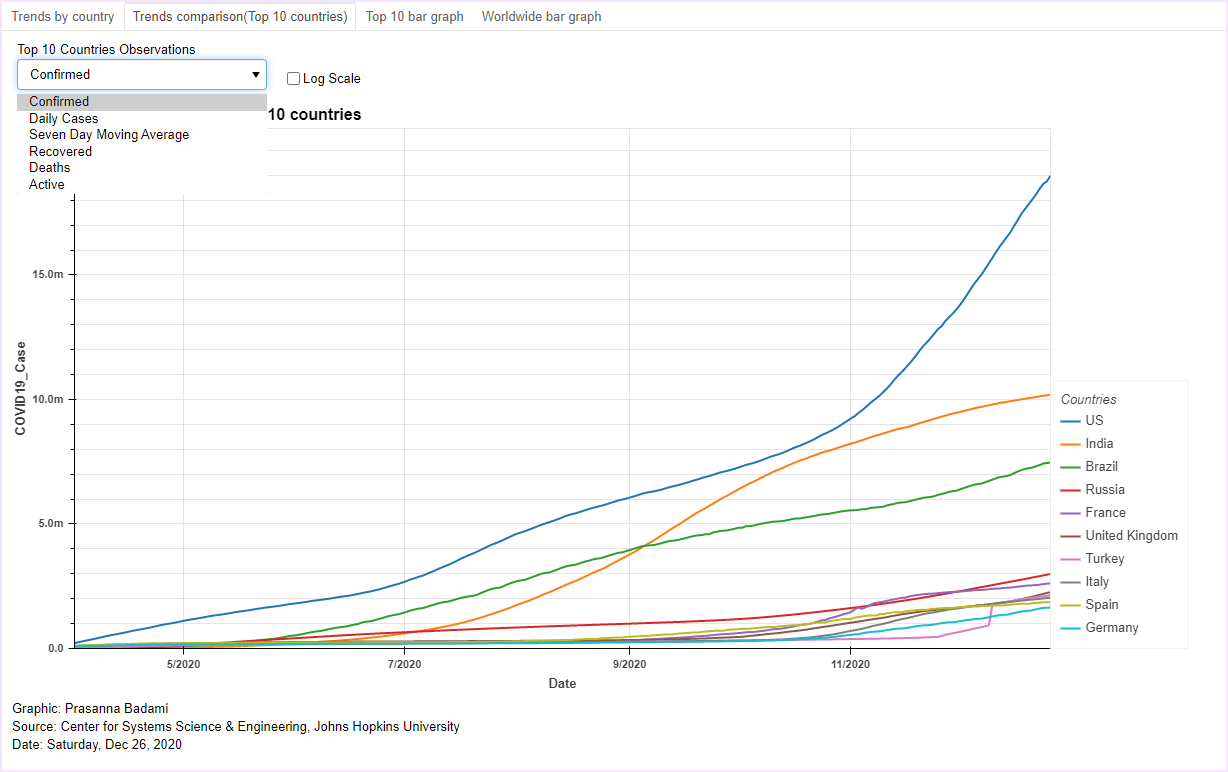 Trends by country
Trends comparison(Top 10 countries)
Top 10 bar graph
Worldwide bar graph
Top 10 Countries Observations
Confirmed
Log Scale
Confirmed
Daily Cases
Seven Day Moving Average
Recovered
Deaths
Active
10 countries
15.0m
10.0m
5.0m
0.0
COVID19_Case
5/2020
7/2020
9/2020
11/2020
Date
Countries
US
India
Brazil
Russia
France
United Kingdom
Turkey
Italy
Spain
Germany
Graphic: Prasanna Badami
Source: Center for Systems Science & Engineering, Johns Hopkins University
Date: Saturday, Dec 26, 2020